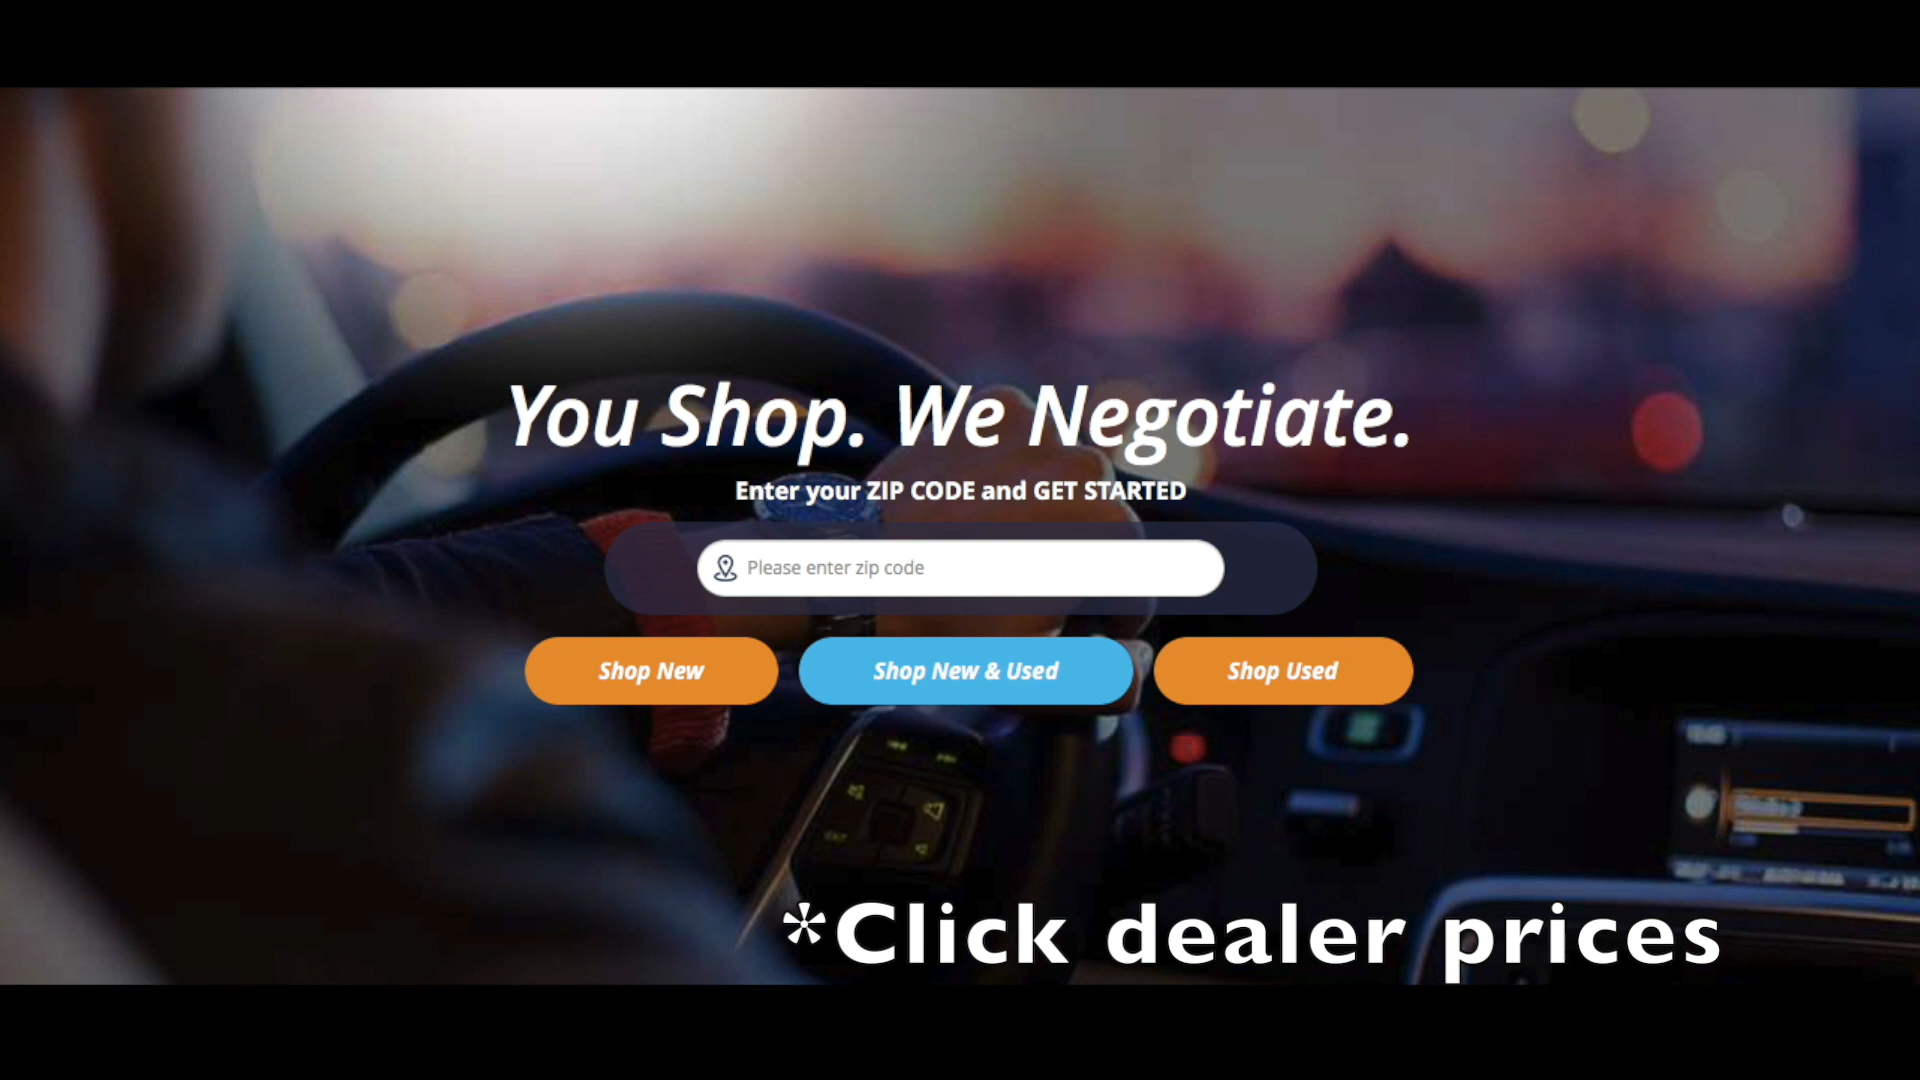 You Shop. We Negotiate.
Enter your ZIP CODE and GET STARTED
Please enter zip code
Shop New
Shop New & Used
Shop Used
*Click dealer prices